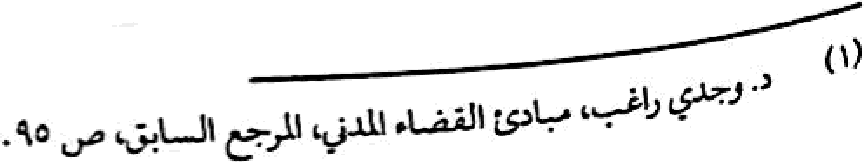 (١) د. وجدي راغب، مبادئ القضاء المدني، المرجع السابق، ص ٩٥.